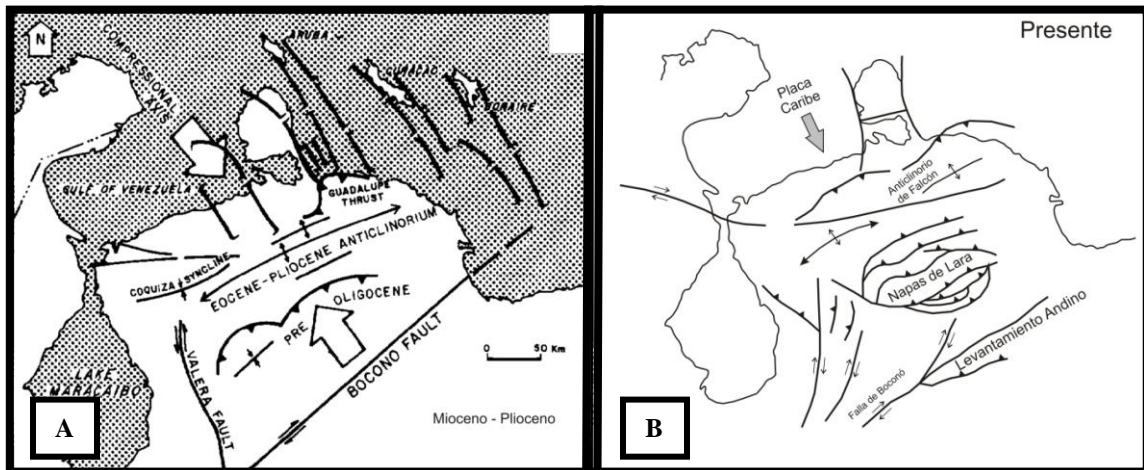 N
COMPRESSIONAL
AXIS
ARUBA
CURACAO
BONAIRE
GULF OF VENEZUELA
GUADALUPE
THRUST
EOCENE-PLIOCENE ANTICLINORIUM
COQUIZA SYNCLINE
PRE OLIGOCENE
0 50 Km
LAKE
MARACAIBO
VALERA FAULT
BOCONO FAULT
Mioceno - Plioceno
A
Presente
Placa
Caribe
Anticlinorio
de Falcón
Napas de Lara
Levantamiento Andino
Falla de Boconó
B